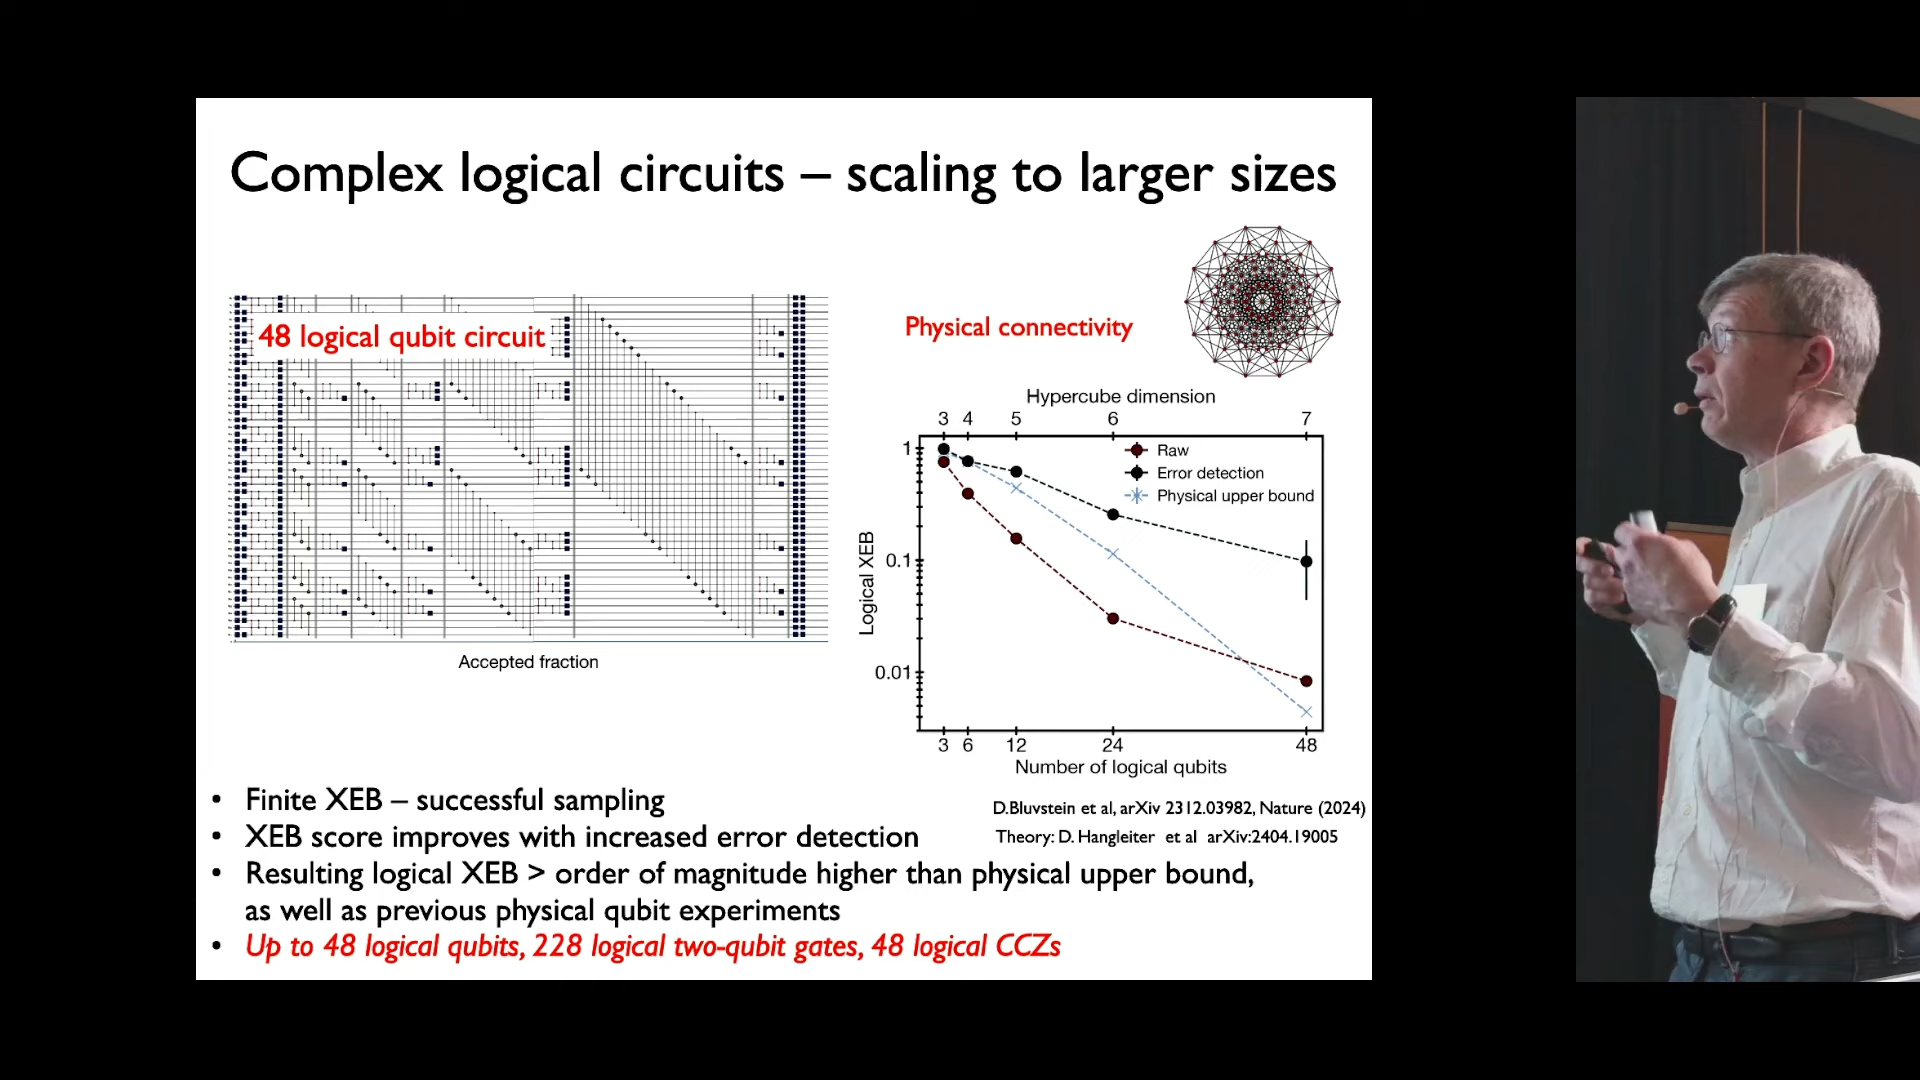 Complex logical circuits – scaling to larger sizes
48 logical qubit circuit
Accepted fraction
Physical connectivity
Hypercube dimension
3 4 5 6 7
Raw
Error detection
Physical upper bound
Logical XEB
1
0.1
0.01
3 6 12 24 48
Number of logical qubits
• Finite XEB – successful sampling
• XEB score improves with increased error detection
• Resulting logical XEB > order of magnitude higher than physical upper bound,
as well as previous physical qubit experiments
• Up to 48 logical qubits, 228 logical two-qubit gates, 48 logical CCZs
D.Bluvstein et al, arXiv 2312.03982, Nature (2024)
Theory: D. Hangleiter et al arXiv:2404.19005